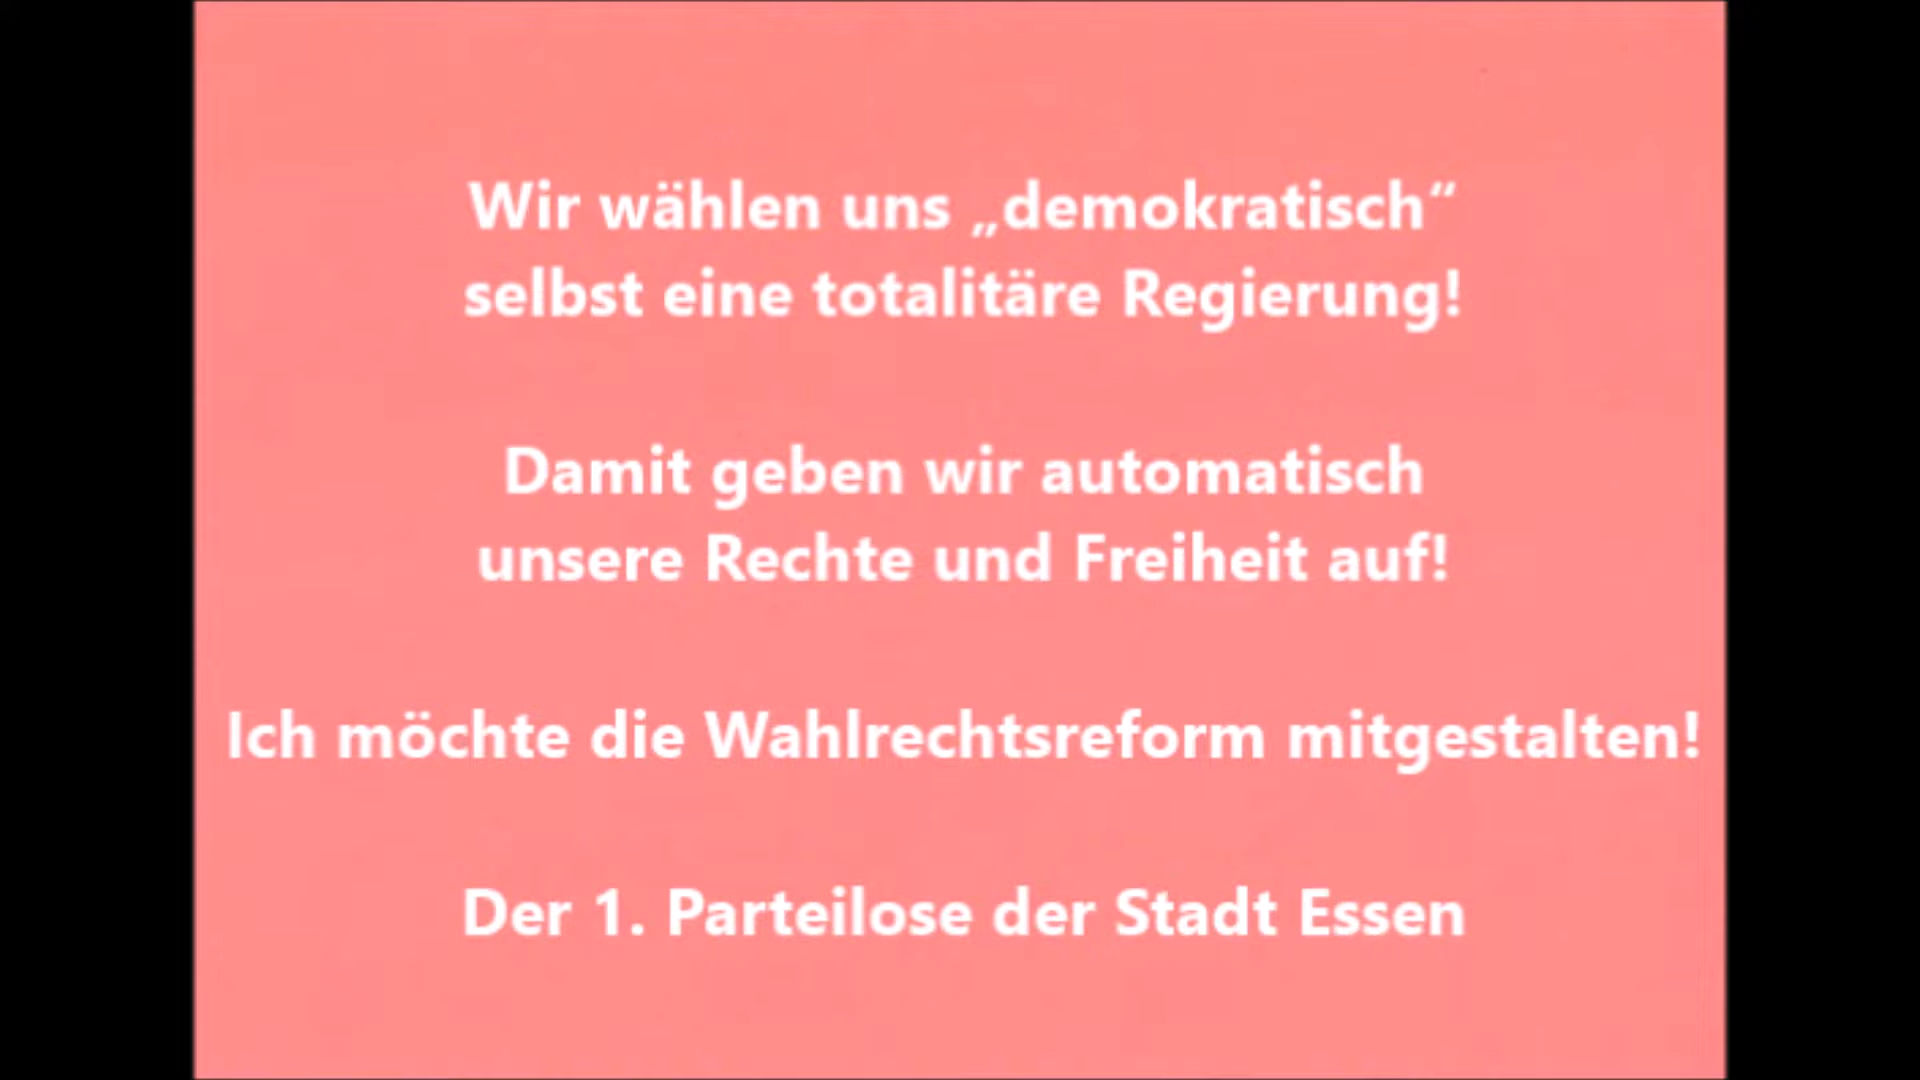 Wir wählen uns „demokratisch“
selbst eine totalitäre Regierung!
Damit geben wir automatisch
unsere Rechte und Freiheit auf!
Ich möchte die Wahlrechtsreform mitgestalten!
Der 1. Parteilose der Stadt Essen